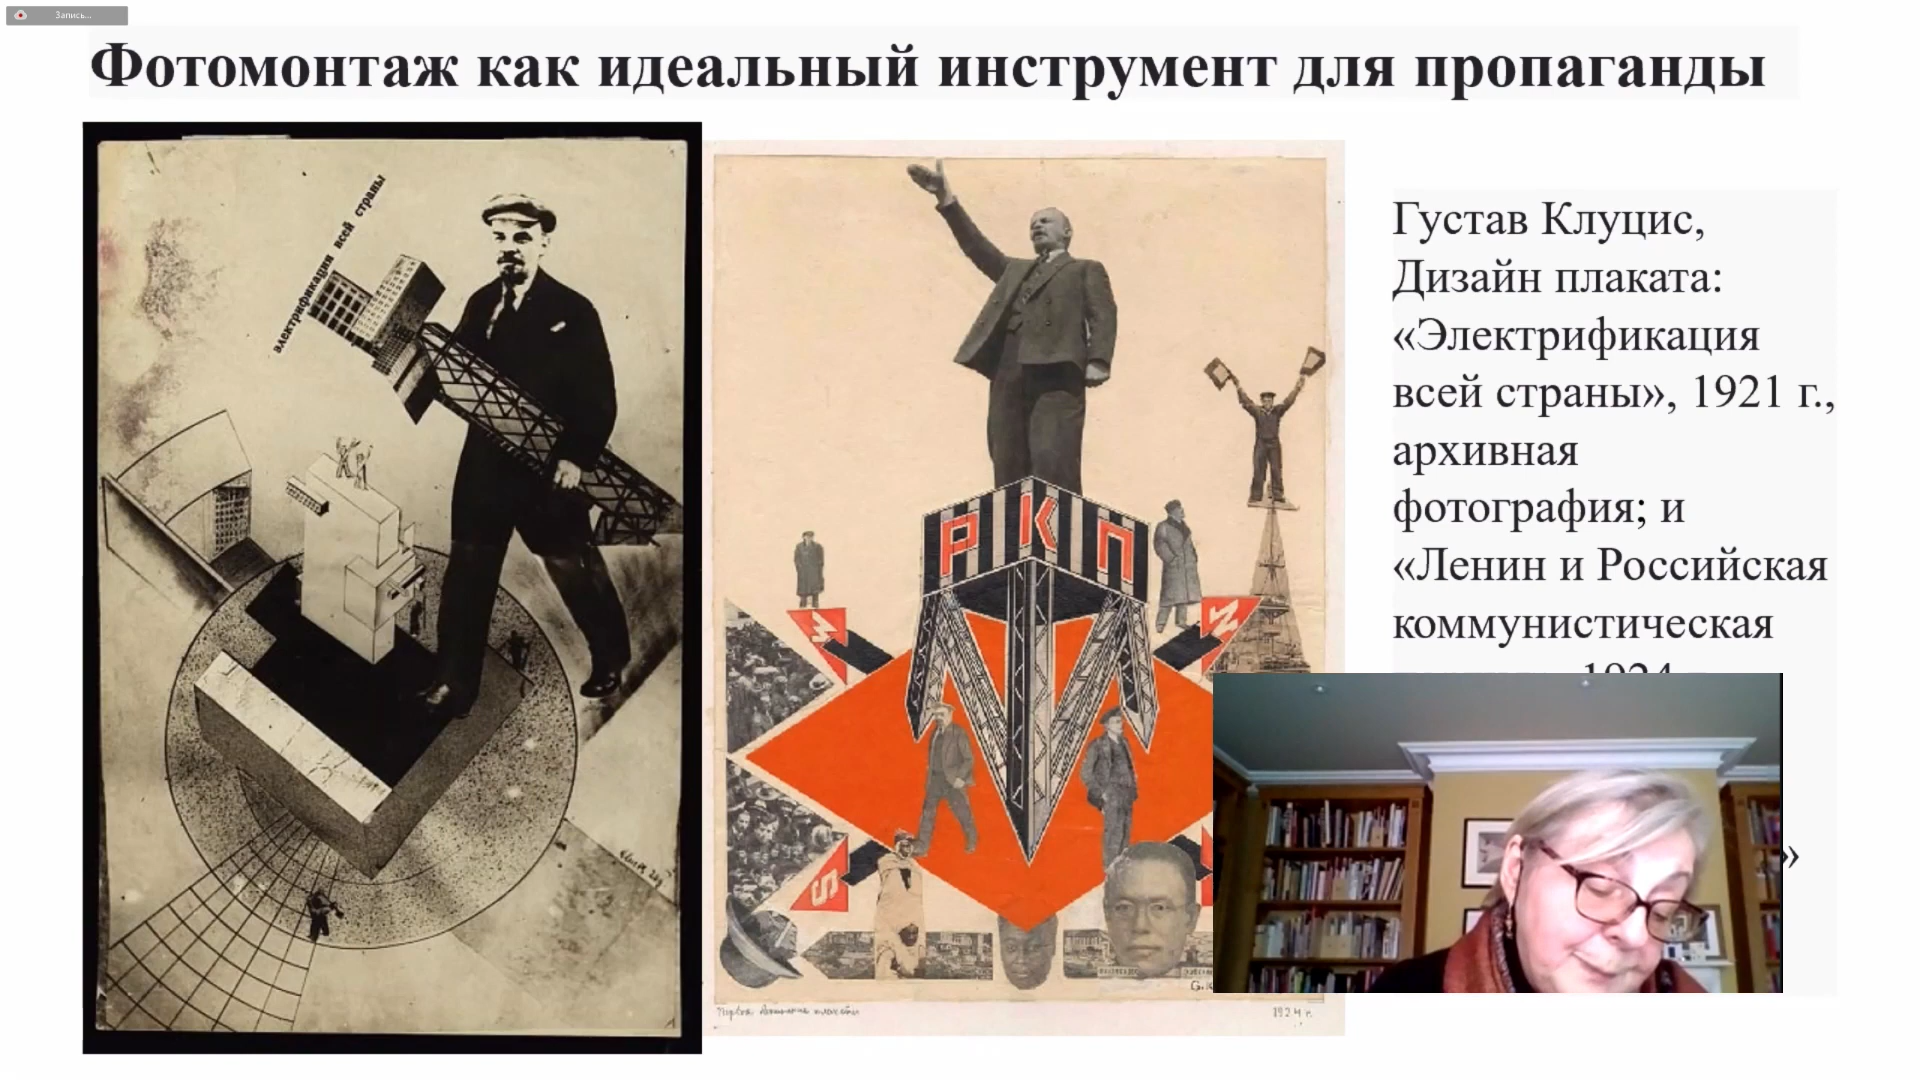 Запись...
Фотомонтаж как идеальный инструмент для пропаганды
электрификация всей страны
РКП
Густав Клуцис,
Дизайн плаката:
«Электрификация
всей страны», 1921 г.,
архивная
фотография; и
«Ленин и Российская
коммунистическая
1924
»
1924 г.